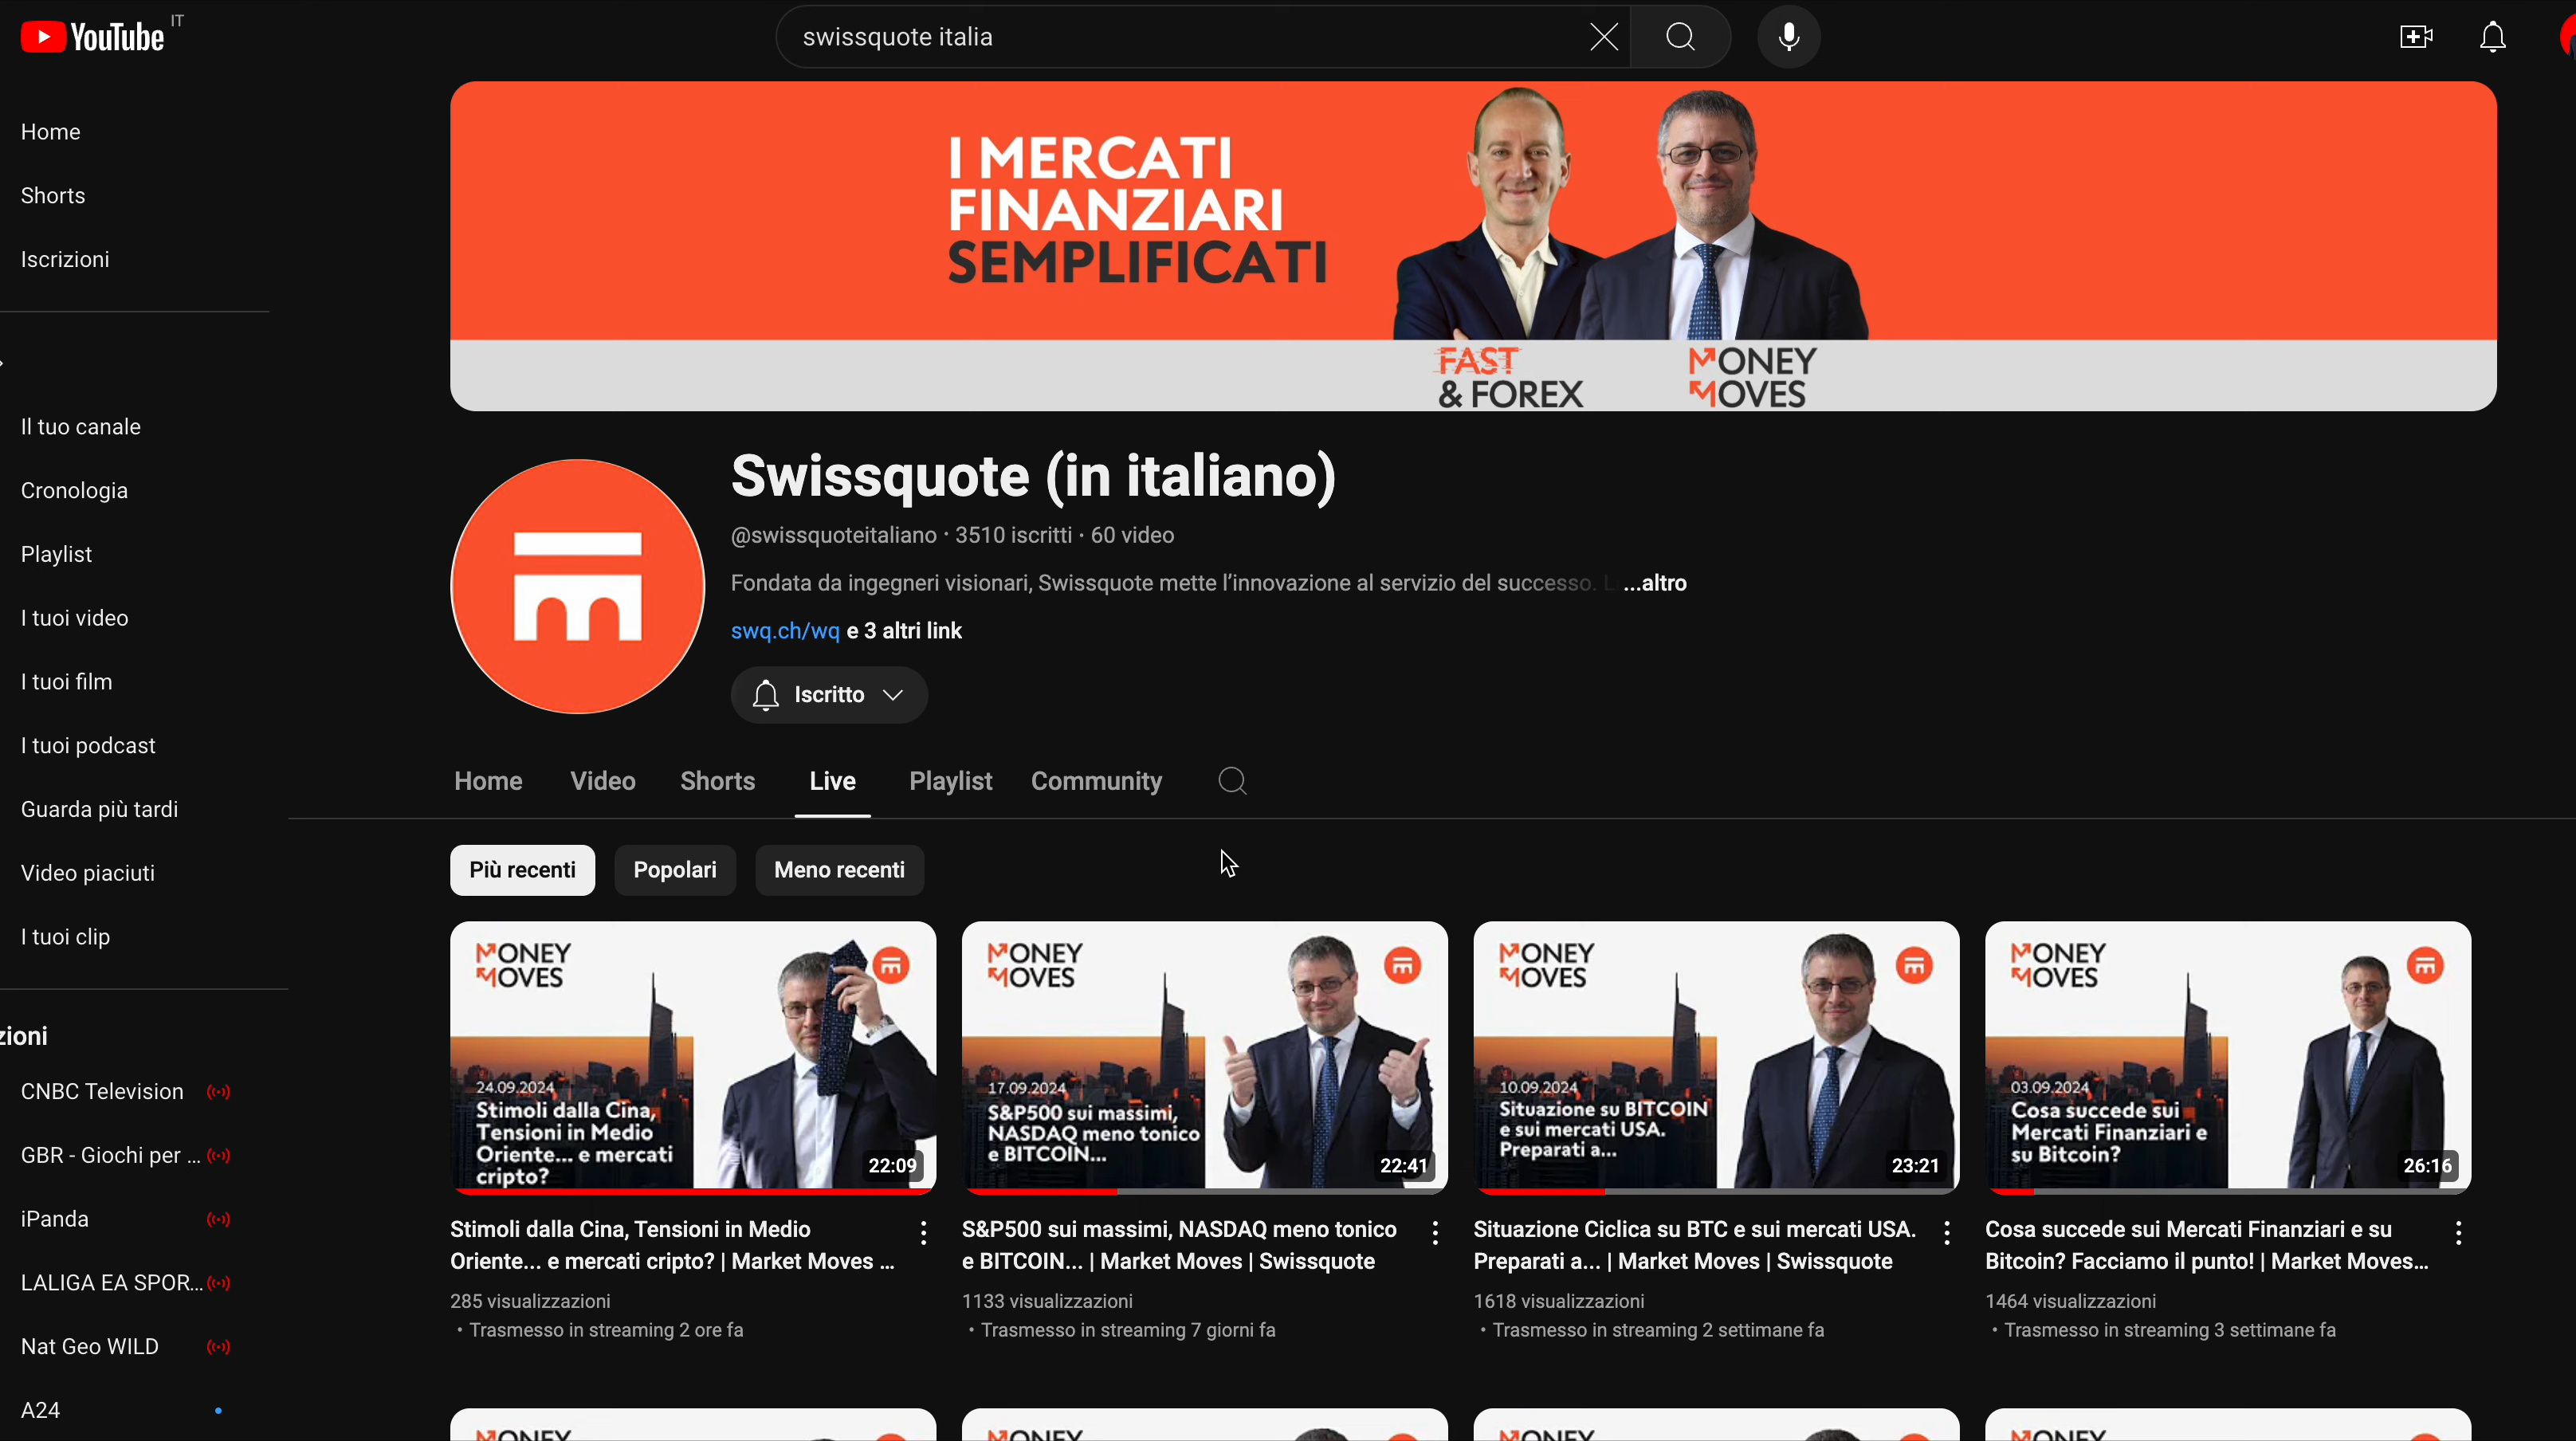 YouTube IT
swissquote italia
Home
Shorts
Iscrizioni
Il tuo canale
Cronologia
Playlist
I tuoi video
I tuoi film
I tuoi podcast
Guarda più tardi
Video piaciuti
I tuoi clip
zioni
CNBC Television
GBR - Giochi per ...
iPanda
LALIGA EA SPOR...
Nat Geo WILD
A24
I MERCATI
FINANZIARI
SEMPLIFICATI
FAST
& FOREX
MONEY
MOVES
Swissquote (in italiano)
@swissquoteitaliano · 3510 iscritti · 60 video
Fondata da ingegneri visionari, Swissquote mette l’innovazione al servizio del successo. ...altro
swq.ch/wq e 3 altri link
Iscritto
Home Video Shorts Live Playlist Community
Più recenti Popolari Meno recenti
MONEY
MOVES
24.09.2024
Stimoli dalla Cina,
Tensioni in Medio
Oriente... e mercati
cripto?
22:09
Stimoli dalla Cina, Tensioni in Medio
Oriente... e mercati cripto? | Market Moves ...
285 visualizzazioni
• Trasmesso in streaming 2 ore fa
MONEY
MOVES
17.09.2024
S&P500 sui massimi,
NASDAQ meno tonico
e BITCOIN...
22:41
S&P500 sui massimi, NASDAQ meno tonico
e BITCOIN... | Market Moves | Swissquote
1133 visualizzazioni
• Trasmesso in streaming 7 giorni fa
MONEY
MOVES
10.09.2024
Situazione su BITCOIN
e sui mercati USA.
Preparati a...
23:21
Situazione Ciclica su BTC e sui mercati USA.
Preparati a... | Market Moves | Swissquote
1618 visualizzazioni
• Trasmesso in streaming 2 settimane fa
MONEY
MOVES
03.09.2024
Cosa succede sui
Mercati Finanziari e
su Bitcoin?
26:16
Cosa succede sui Mercati Finanziari e su
Bitcoin? Facciamo il punto! | Market Moves...
1464 visualizzazioni
• Trasmesso in streaming 3 settimane fa
MONEY
MONEY
MONEY
MONEY